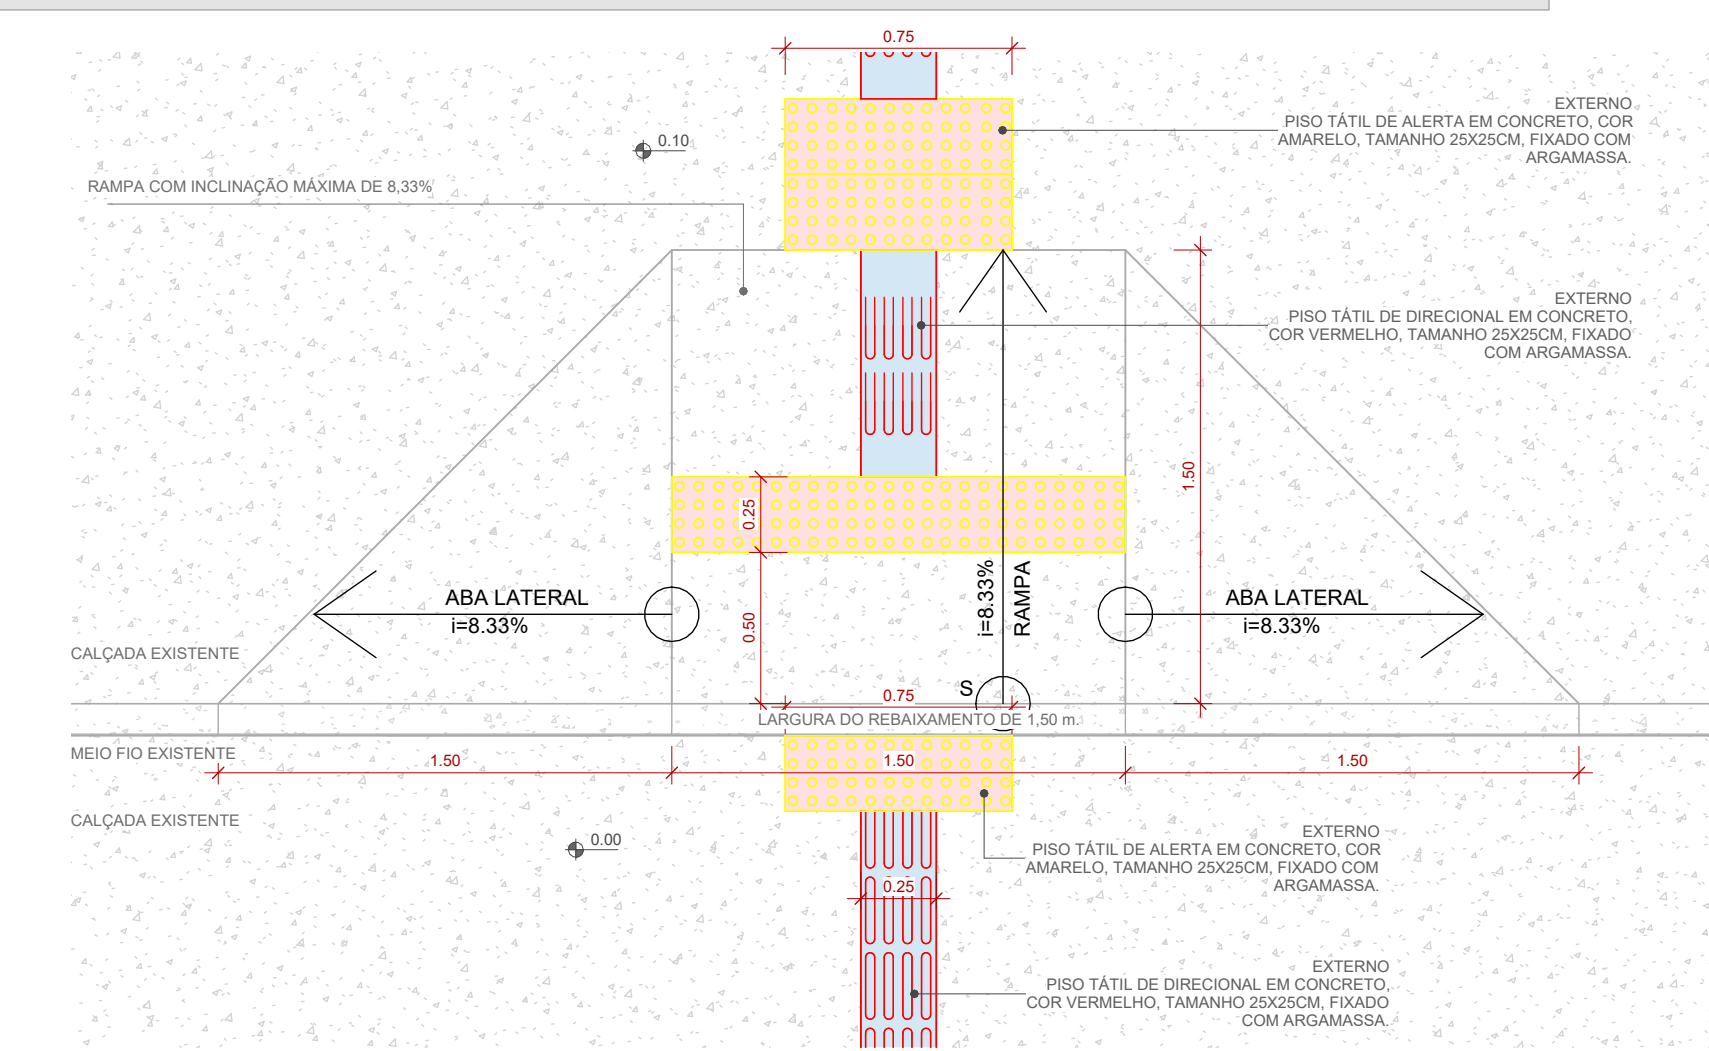 0.75
EXTERNO
PISO TÁTIL DE ALERTA EM CONCRETO, COR
AMARELO, TAMANHO 25X25CM, FIXADO COM
ARGAMASSA.
0.10
RAMPA COM INCLINAÇÃO MÁXIMA DE 8,33%
EXTERNO
PISO TÁTIL DE DIRECIONAL EM CONCRETO,
COR VERMELHO, TAMANHO 25X25CM, FIXADO
COM ARGAMASSA.
1.50
0.25
ABA LATERAL
i=8.33%
0.50
i=8.33%
RAMPA
ABA LATERAL
i=8.33%
CALÇADA EXISTENTE
S
0.75
LARGURA DO REBAIXAMENTO DE 1,50 m.
MEIO FIO EXISTENTE
1.50
1.50
1.50
CALÇADA EXISTENTE
0.00
EXTERNO
PISO TÁTIL DE ALERTA EM CONCRETO, COR
AMARELO, TAMANHO 25X25CM, FIXADO COM
ARGAMASSA.
0.25
EXTERNO
PISO TÁTIL DE DIRECIONAL EM CONCRETO,
COR VERMELHO, TAMANHO 25X25CM, FIXADO
COM ARGAMASSA.